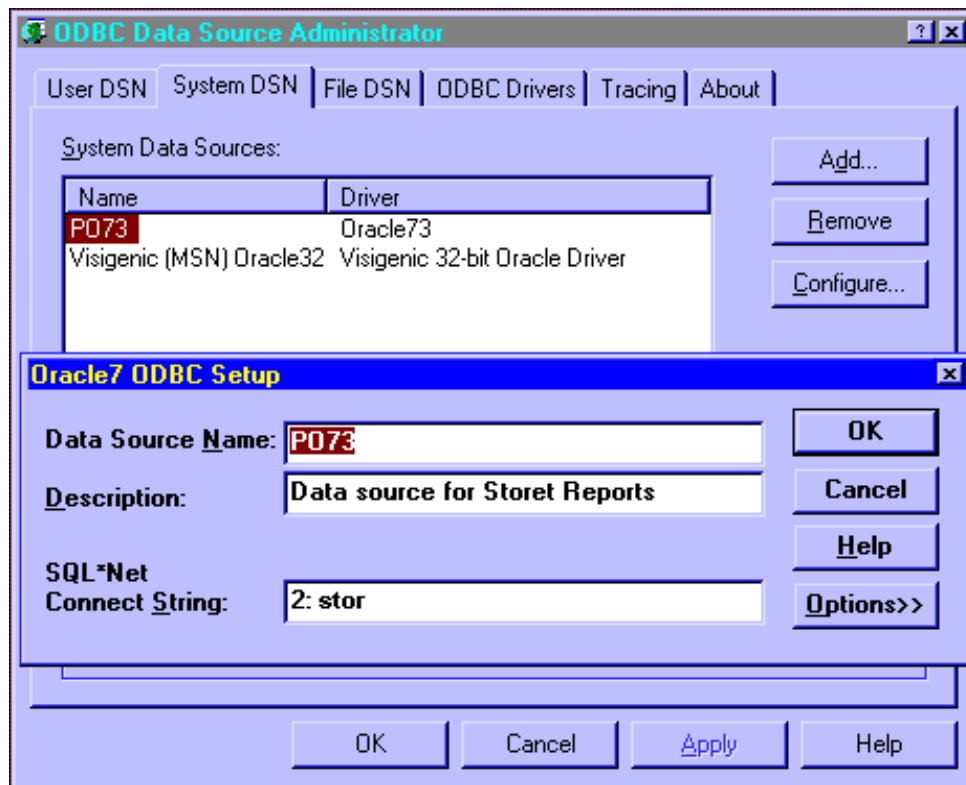 ODBC Data Source Administrator
User DSN System DSN File DSN ODBC Drivers Tracing About
System Data Sources:
Add...
Name Driver
PO73 Oracle73
Remove
Visigenic (MSN) Oracle32 Visigenic 32-bit Oracle Driver
Configure...
Oracle7 ODBC Setup
Data Source Name: PO73
OK
Description: Data source for Storet Reports
Cancel
Help
SQL*Net
Connect String: 2: stor
Options>>
OK Cancel Apply Help